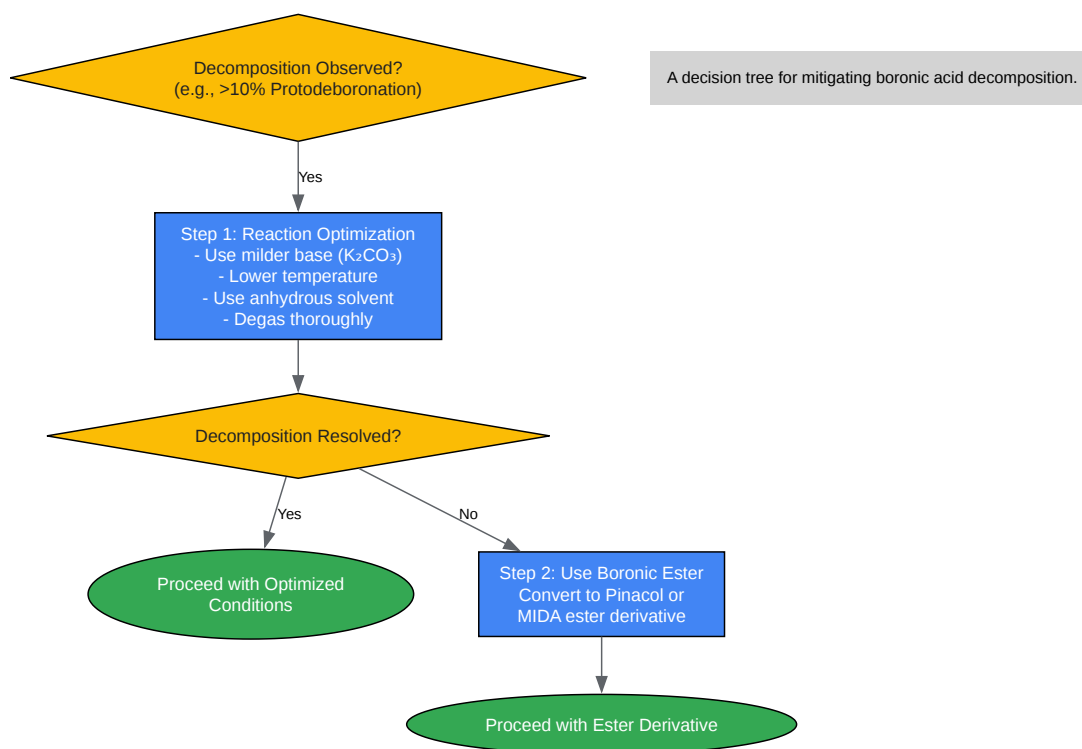 Decomposition Observed?
(e.g., >10% Protodeboronation)
A decision tree for mitigating boronic acid decomposition.
Yes
Step 1: Reaction Optimization
- Use milder base (K₂CO₃)
- Lower temperature
- Use anhydrous solvent
- Degas thoroughly
Decomposition Resolved?
Yes
No
Proceed with Optimized
Conditions
Step 2: Use Boronic Ester
Convert to Pinacol or
MIDA ester derivative
Proceed with Ester Derivative